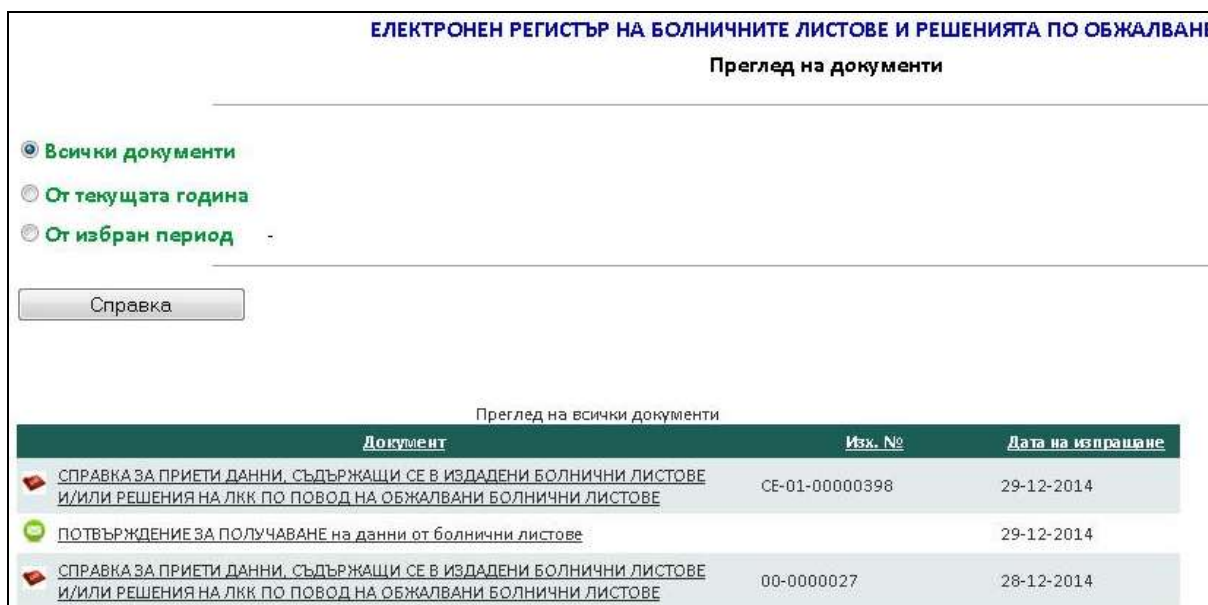 ЕЛЕКТРОНЕН РЕГИСТЪР НА БОЛНИЧНИТЕ ЛИСТОВЕ И РЕШЕНИЯТА ПО ОБЖАЛВАНЕ
Преглед на документи
Всички документи
От текущата година
От избран период -
Справка
Преглед на всички документи
Документ Изх. № Дата на изпращане
СПРАВКА ЗА ПРИЕТИ ДАННИ, СЪДЪРЖАЩИ СЕ В ИЗДАДЕНИ БОЛНИЧНИ ЛИСТОВЕ
И/ИЛИ РЕШЕНИЯ НА ЛКК ПО ПОВОД НА ОБЖАЛВАНИ БОЛНИЧНИ ЛИСТОВЕ CE-01-00000398 29-12-2014
ПОТВЪРЖДЕНИЕ ЗА ПОЛУЧАВАНЕ на данни от болнични листове 29-12-2014
СПРАВКА ЗА ПРИЕТИ ДАННИ, СЪДЪРЖАЩИ СЕ В ИЗДАДЕНИ БОЛНИЧНИ ЛИСТОВЕ
И/ИЛИ РЕШЕНИЯ НА ЛКК ПО ПОВОД НА ОБЖАЛВАНИ БОЛНИЧНИ ЛИСТОВЕ 00-0000027 28-12-2014